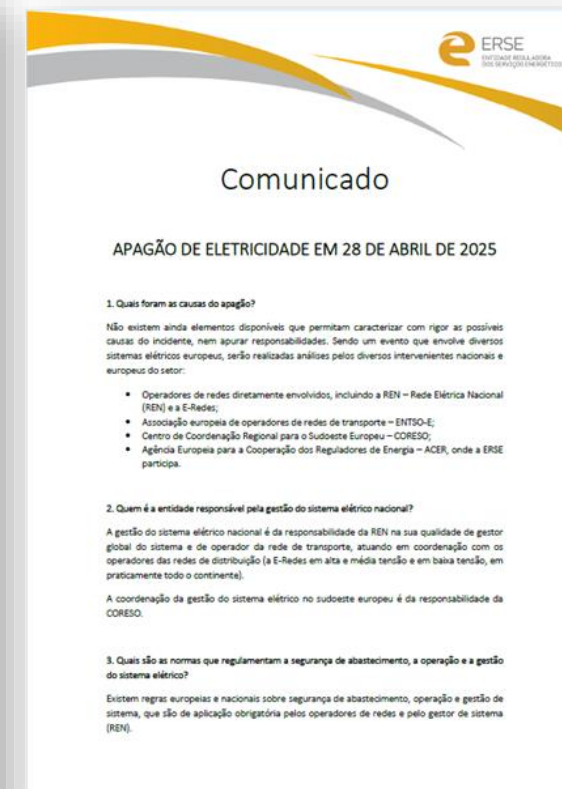 ERSE
ENTIDADE REGULADORA
DOS SERVIÇOS ENERGÉTICOS
Comunicado
APAGÃO DE ELETRICIDADE EM 28 DE ABRIL DE 2025
1. Quais foram as causas do apagão?
Não existem ainda elementos disponíveis que permitam caracterizar com rigor as possíveis
causas do incidente, nem apurar responsabilidades. Sendo um evento que envolve diversos
sistemas elétricos europeus, serão realizadas análises pelos diversos intervenientes nacionais e
europeus do setor:
▪ Operadores de redes diretamente envolvidos, incluindo a REN – Rede Elétrica Nacional
(REN) e a E-Redes;
▪ Associação europeia de operadores de redes de transporte – ENTSO-E;
▪ Centro de Coordenação Regional para o Sudoeste Europeu – CORESO;
▪ Agência Europeia para a Cooperação dos Reguladores de Energia – ACER, onde a ERSE
participa.
2. Quem é a entidade responsável pela gestão do sistema elétrico nacional?
A gestão do sistema elétrico nacional é da responsabilidade da REN na sua qualidade de gestor
global do sistema e de operador da rede de transporte, atuando em coordenação com os
operadores das redes de distribuição (a E-Redes em alta e média tensão e em baixa tensão, em
praticamente todo o continente).
A coordenação da gestão do sistema elétrico no sudoeste europeu é da responsabilidade da
CORESO.
3. Quais são as normas que regulamentam a segurança de abastecimento, a operação e a gestão
do sistema elétrico?
Existem regras europeias e nacionais sobre segurança de abastecimento, operação e gestão de
sistema, que são de aplicação obrigatória pelos operadores de redes e pelo gestor de sistema
(REN).